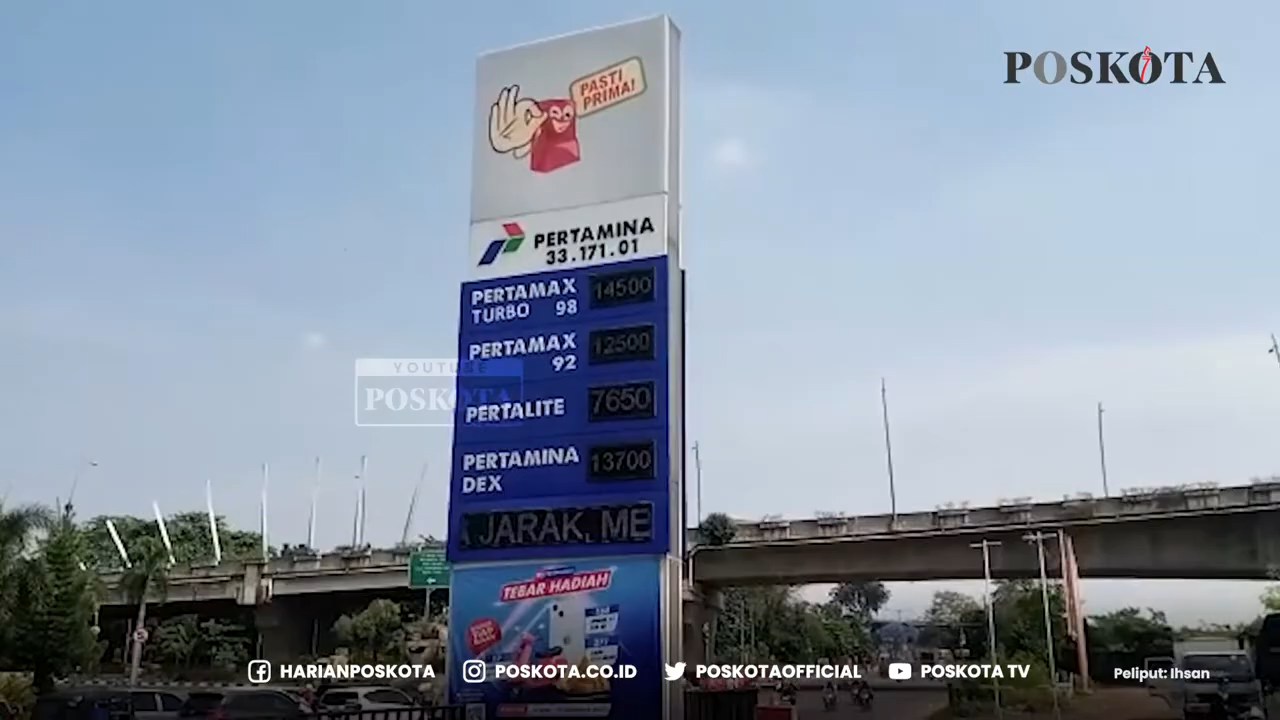 POSKOTA
PASTI
PRIMA!
PERTAMINA
33.171.01
PERTAMAX
TURBO 98
14500
PERTAMAX
92
12500
YOUTUBE
POSKOTA
PERTALITE
7650
PERTAMINA
DEX
13700
JARAK, ME
TEBAR HADIAH
HARIANPOSKOTA
POSKOTA.CO.ID
POSKOTAOFFICIAL
POSKOTA TV
Peliput: Ihsan